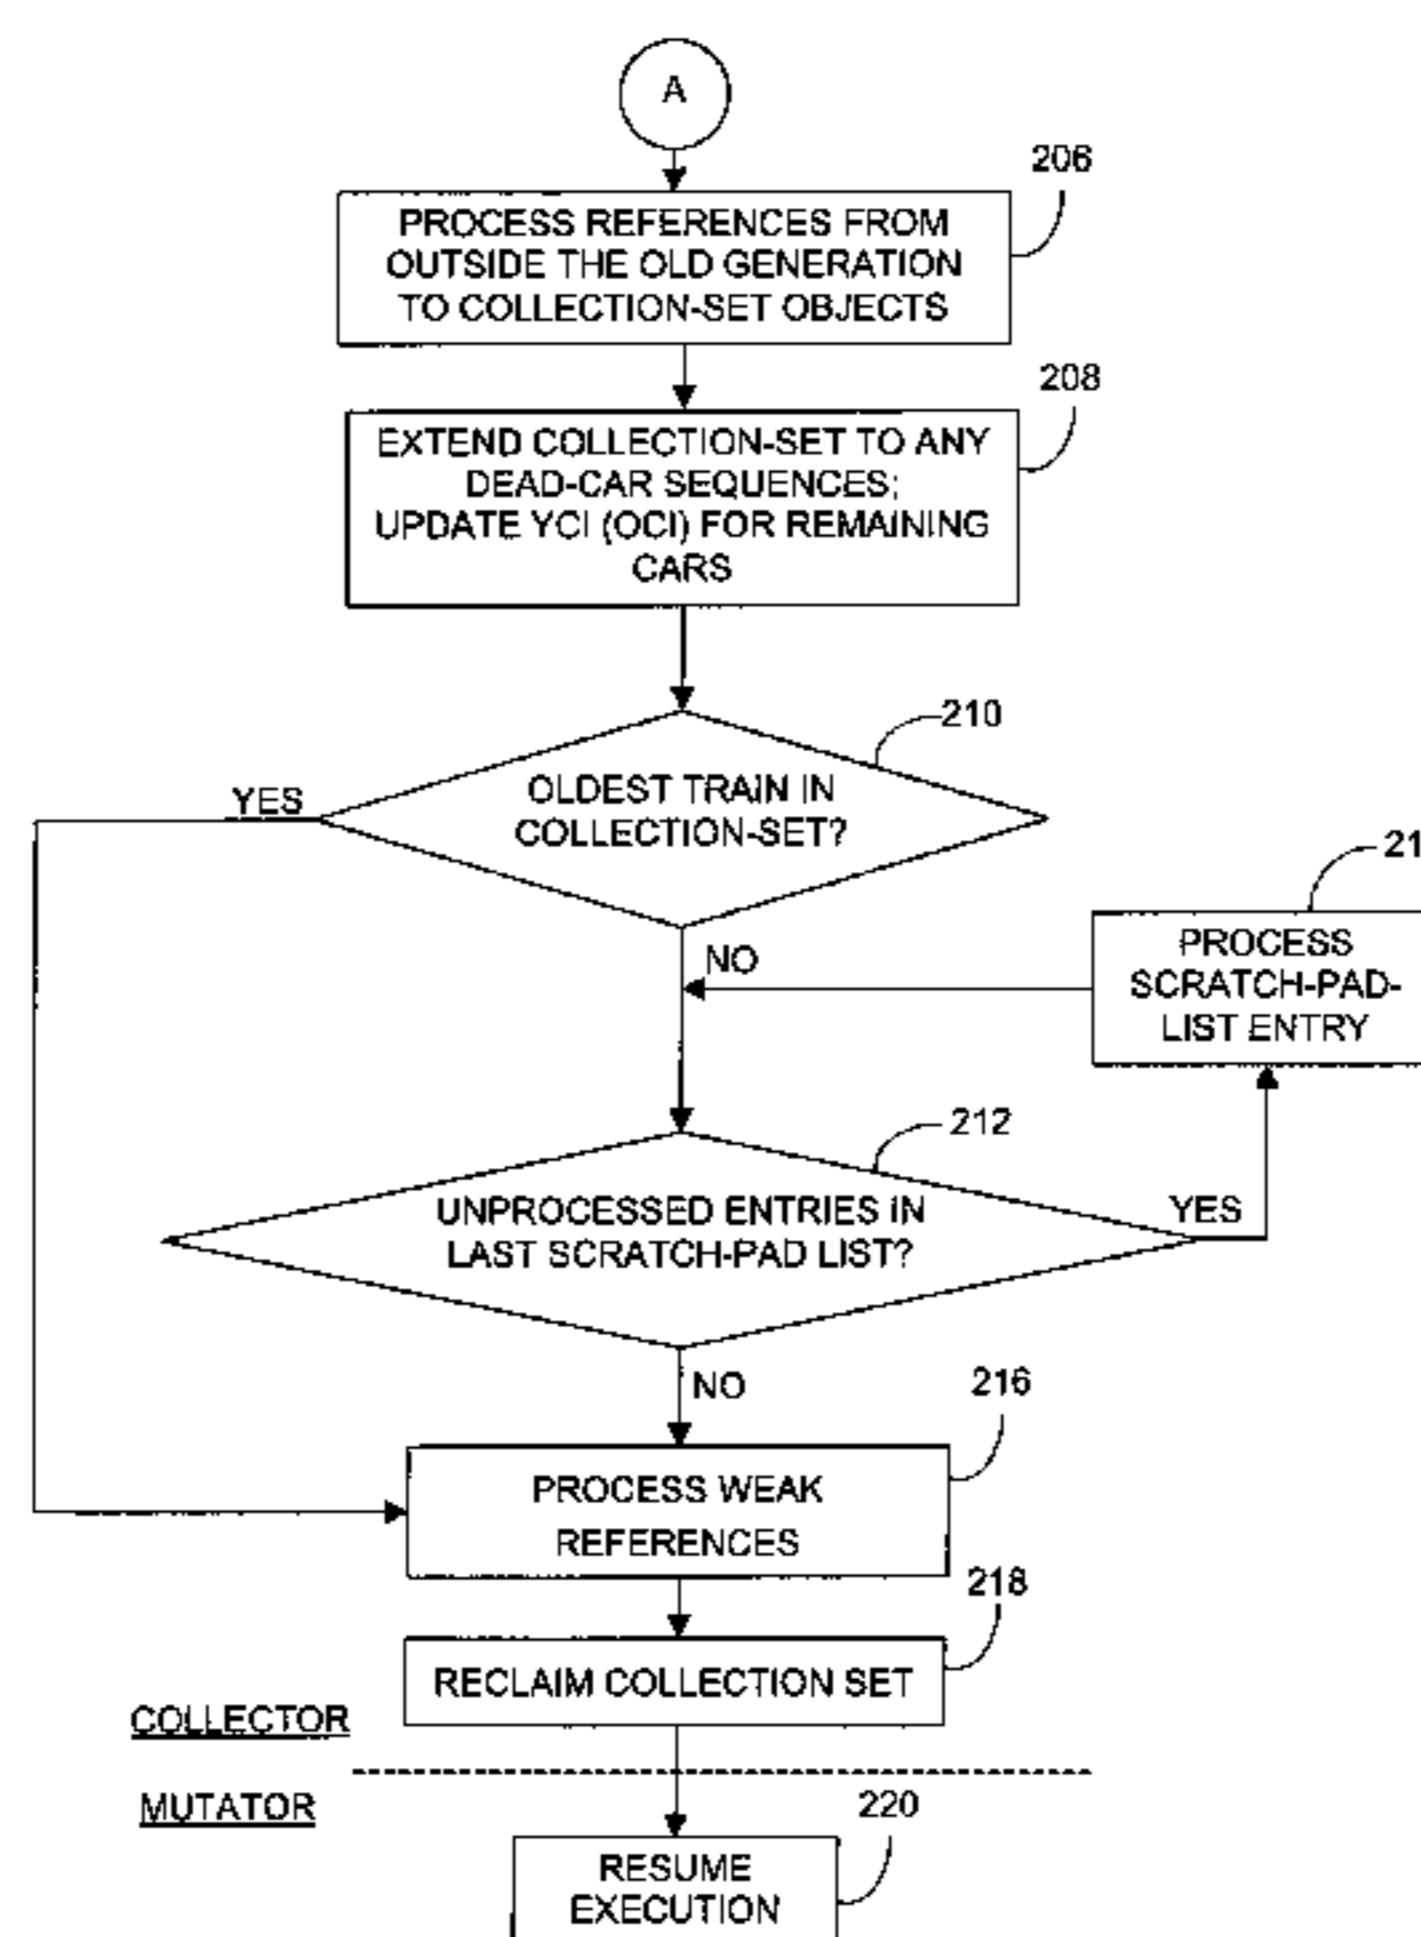 A
206
PROCESS REFERENCES FROM
OUTSIDE THE OLD GENERATION
TO COLLECTION-SET OBJECTS
208
EXTEND COLLECTION-SET TO ANY
DEAD-CAR SEQUENCES;
UPDATE YCI (OCI) FOR REMAINING
CARS
210
OLDEST TRAIN IN
COLLECTION-SET?
YES
NO
21
PROCESS
SCRATCH-PAD-
LIST ENTRY
212
UNPROCESSED ENTRIES IN
LAST SCRATCH-PAD LIST?
YES
NO
216
PROCESS WEAK
REFERENCES
218
RECLAIM COLLECTION SET
COLLECTOR
MUTATOR
220
RESUME
EXECUTION